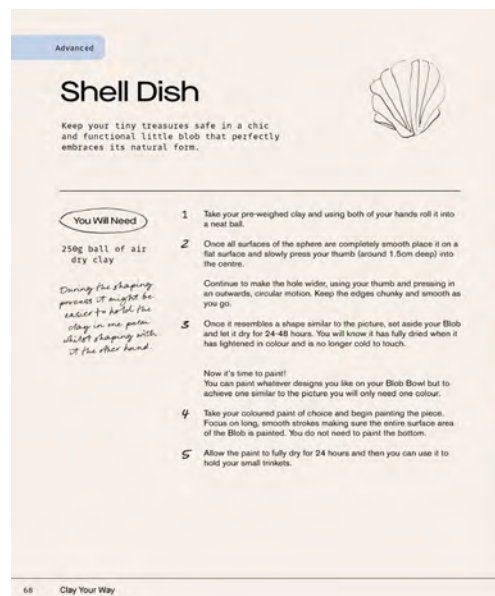 Advanced
Shell Dish
Keep your tiny treasures safe in a chic
and functional little blob that perfectly
embraces its natural form.
You Will Need
250g ball of air
dry clay
During the shaping
process it might be
easier to hold the
clay in one palm
whilst shaping with
it the other hand.
1 Take your pre-weighed clay and using both of your hands roll it into
a neat ball.
2 Once all surfaces of the sphere are completely smooth place it on a
flat surface and slowly press your thumb (around 1.5cm deep) into
the centre.
Continue to make the hole wider, using your thumb and pressing in
an outwards, circular motion. Keep the edges chunky and smooth as
you go.
3 Once it resembles a shape similar to the picture, set aside your Blob
and let it dry for 24-48 hours. You will know it has fully dried when it
has lightened in colour and is no longer cold to touch.
Now it's time to paint!
You can paint whatever designs you like on your Blob Bowl but to
achieve one similar to the picture you will only need one colour.
4 Take your coloured paint of choice and begin painting the piece.
Focus on long, smooth strokes making sure the entire surface area
of the Blob is painted. You do not need to paint the bottom.
5 Allow the paint to fully dry for 24 hours and then you can use it to
hold your small trinkets.
68 Clay Your Way